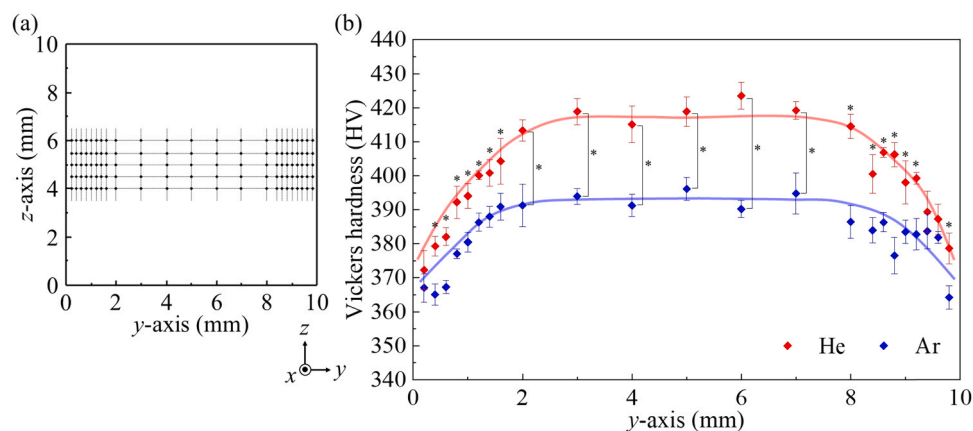 (a)
10
8
6
4
2
0
z-axis (mm)
0 2 4 6 8 10
y-axis (mm)
z
x y
(b)
440
430
420
410
400
390
380
370
360
350
340
Vickers hardness (HV)
* * * * * * * * * * * * * * * * * * *
He Ar
0 2 4 6 8 10
y-axis (mm)